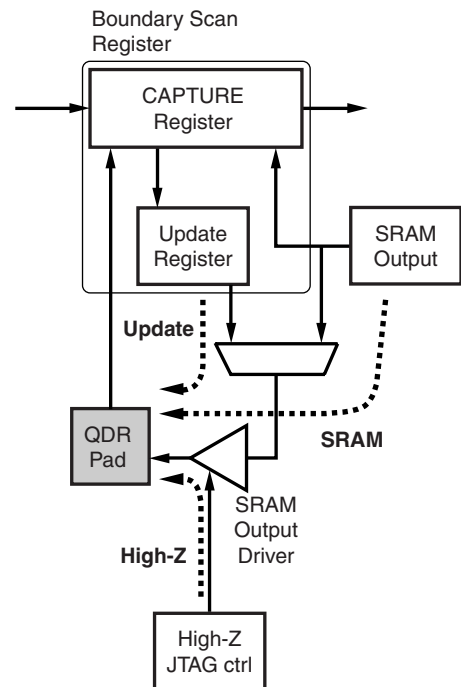 Boundary Scan
Register
CAPTURE
Register
Update
Register
SRAM
Output
Update
SRAM
QDR
Pad
SRAM
Output
Driver
High-Z
High-Z
JTAG ctrl